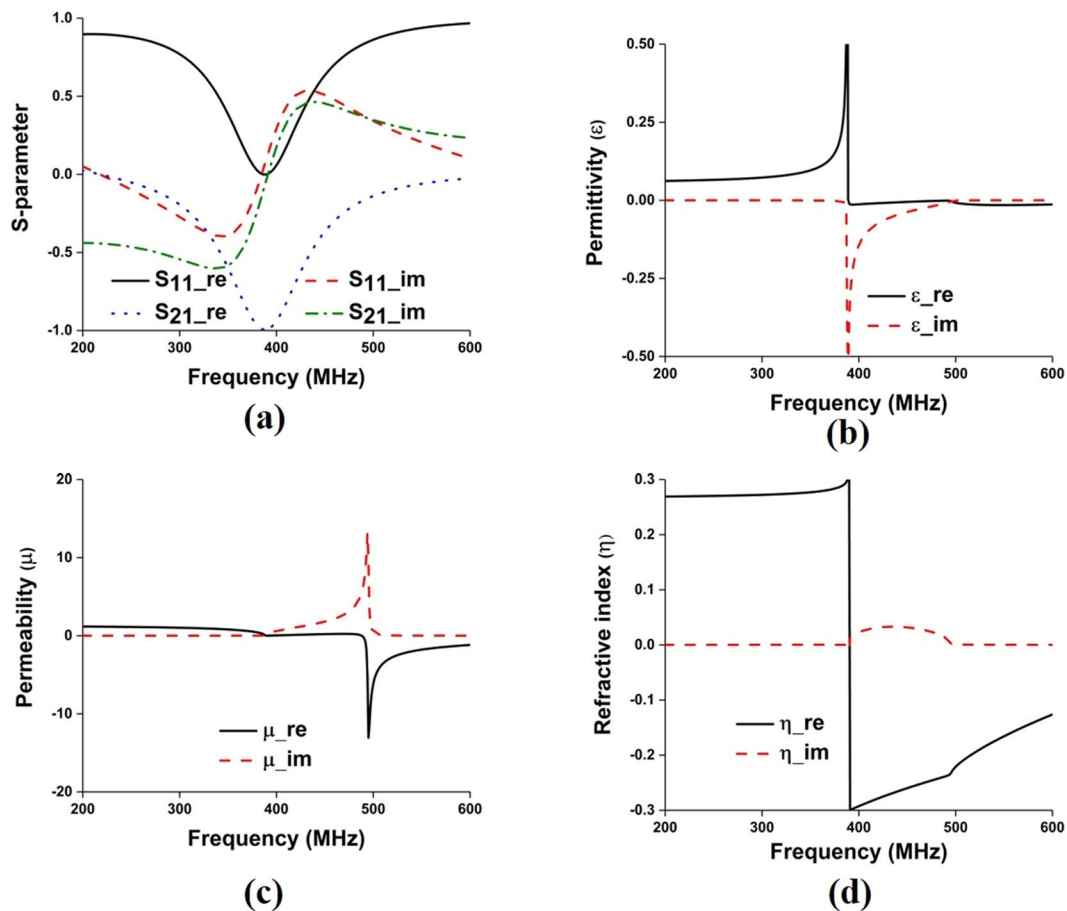 1.0
0.5
0.0
-0.5
-1.0
S-parameter
S11_re
S11_im
S21_re
S21_im
200
300
400
500
600
Frequency (MHz)
(a)
0.50
0.25
0.00
-0.25
-0.50
Permittivity (ε)
ε_re
ε_im
200
300
400
500
600
Frequency (MHz)
(b)
20
10
0
-10
-20
Permeability (μ)
μ_re
μ_im
200
300
400
500
600
Frequency (MHz)
(c)
0.3
0.2
0.1
0.0
-0.1
-0.2
-0.3
Refractive index (η)
η_re
η_im
200
300
400
500
600
Frequency (MHz)
(d)